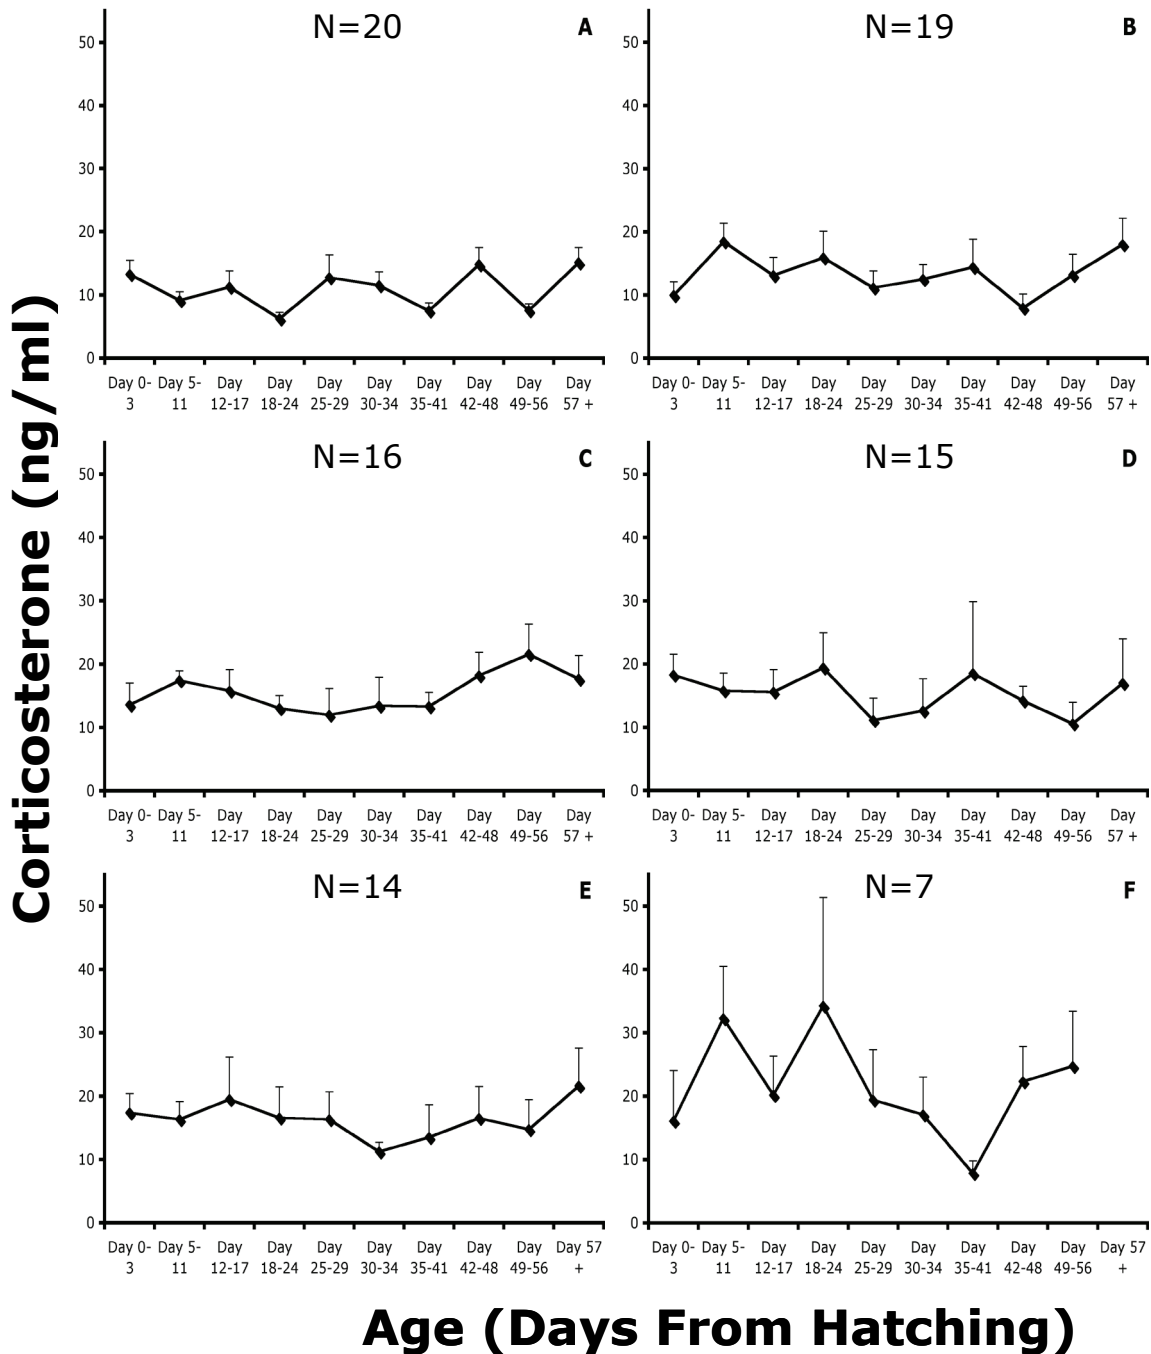 Corticosterone (ng/ml)
N=20
A
50
40
30
20
10
0
Day 0- Day 5- Day Day Day Day Day Day Day Day
3 11 12-17 18-24 25-29 30-34 35-41 42-48 49-56 57 +
N=19
B
50
40
30
20
10
0
Day 0- Day 5- Day Day Day Day Day Day Day Day
3 11 12-17 18-24 25-29 30-34 35-41 42-48 49-56 57 +
N=16
C
50
40
30
20
10
0
Day 0- Day 5- Day Day Day Day Day Day Day Day
3 11 12-17 18-24 25-29 30-34 35-41 42-48 49-56 57 +
N=15
D
50
40
30
20
10
0
Day 0- Day 5- Day Day Day Day Day Day Day Day
3 11 12-17 18-24 25-29 30-34 35-41 42-48 49-56 57 +
N=14
E
50
40
30
20
10
0
Day 0- Day 5- Day Day Day Day Day Day Day Day 57
3 11 12-17 18-24 25-29 30-34 35-41 42-48 49-56 +
N=7
F
50
40
30
20
10
0
Day 0- Day 5- Day Day Day Day Day Day Day Day 57
3 11 12-17 18-24 25-29 30-34 35-41 42-48 49-56 +
Age (Days From Hatching)